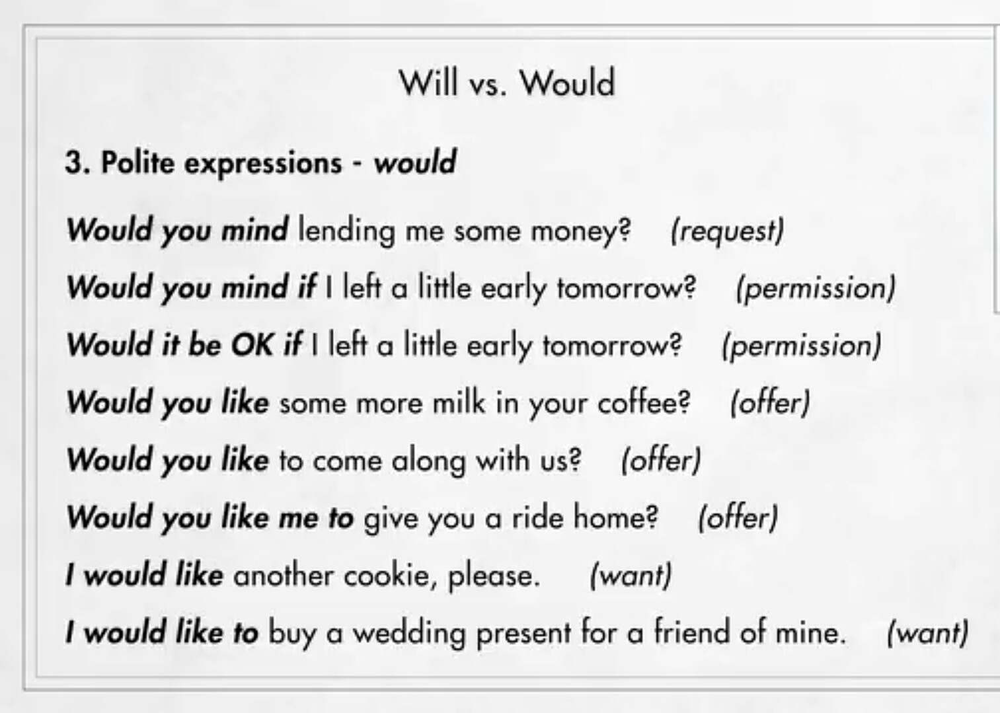 Will vs. Would
3. Polite expressions - would
Would you mind lending me some money? (request)
Would you mind if I left a little early tomorrow? (permission)
Would it be OK if I left a little early tomorrow? (permission)
Would you like some more milk in your coffee? (offer)
Would you like to come along with us? (offer)
Would you like me to give you a ride home? (offer)
I would like another cookie, please. (want)
I would like to buy a wedding present for a friend of mine. (want)